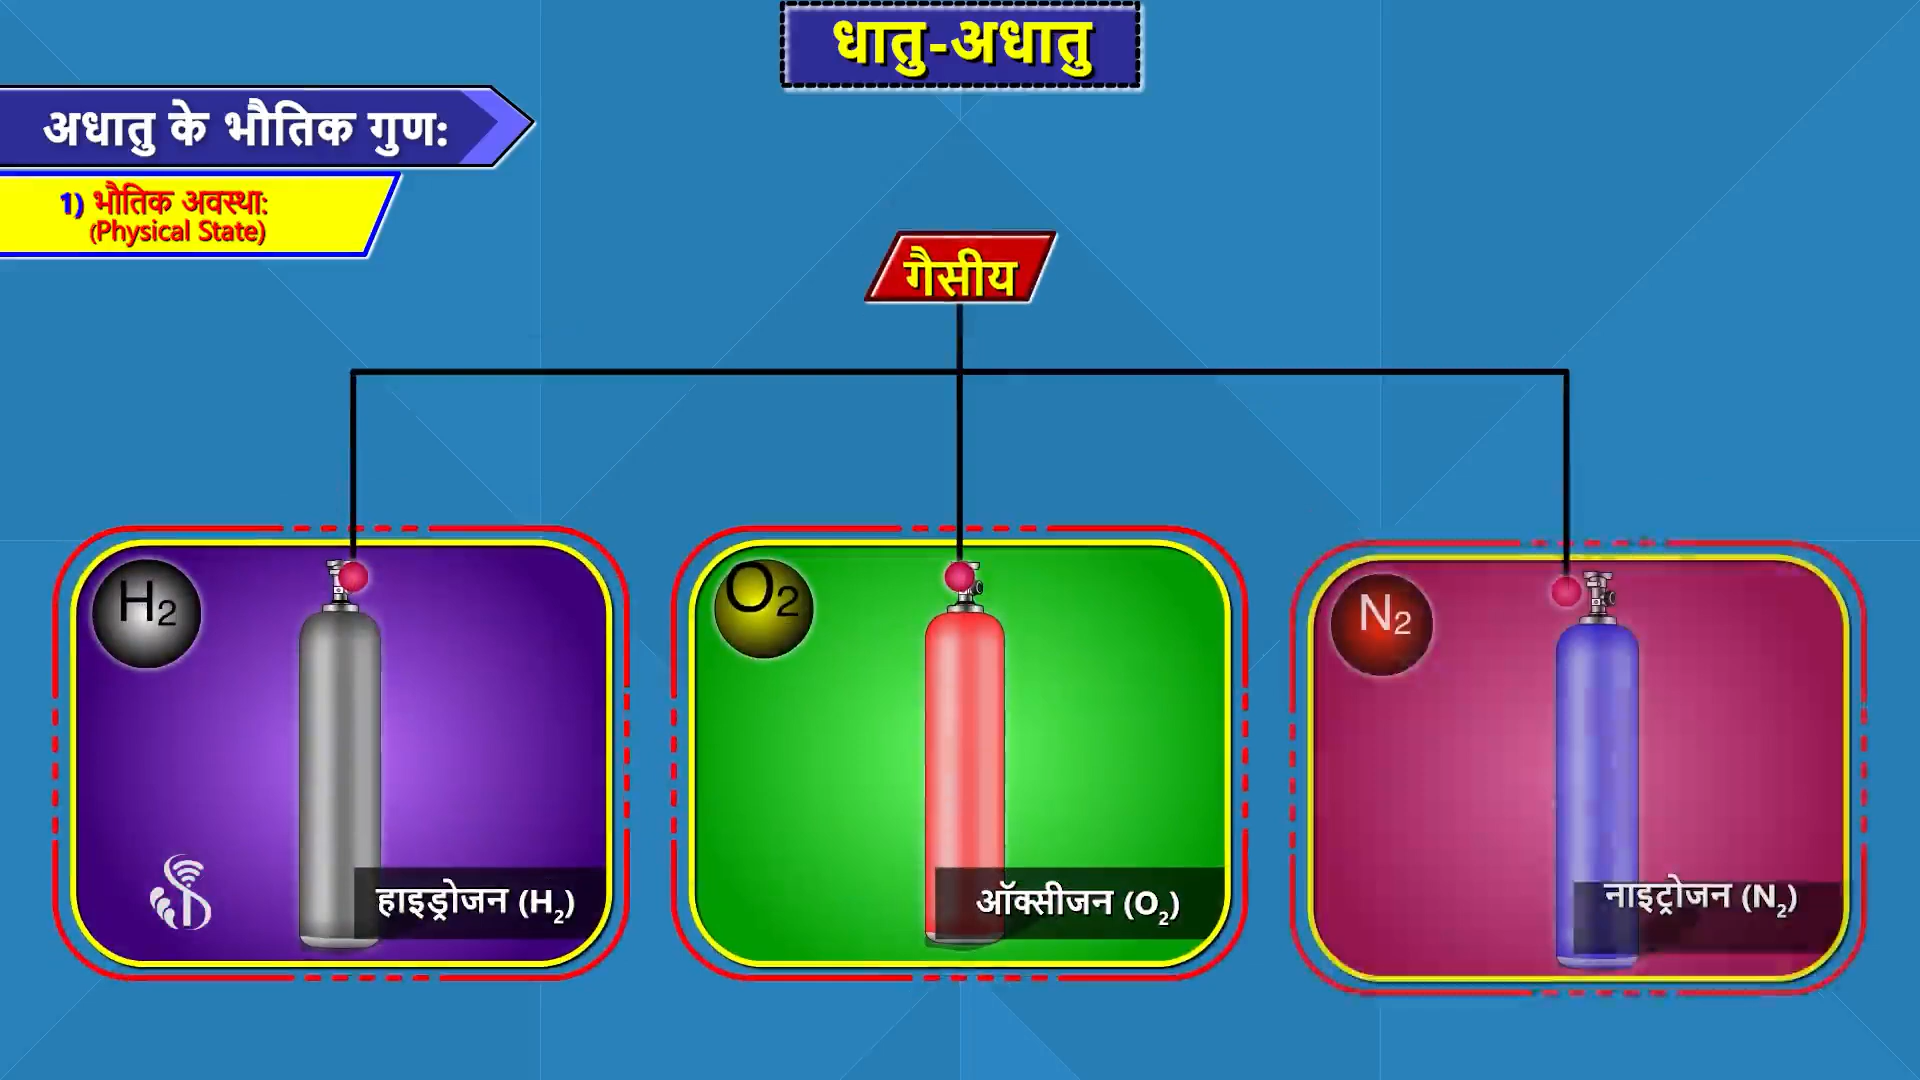 धातु-अधातु
अधातु के भौतिक गुण:
1) भौतिक अवस्था:
(Physical State)
गैसीय
H2
O2
N2
हाइड्रोजन (H2)
ऑक्सीजन (O2)
नाइट्रोजन (N2)